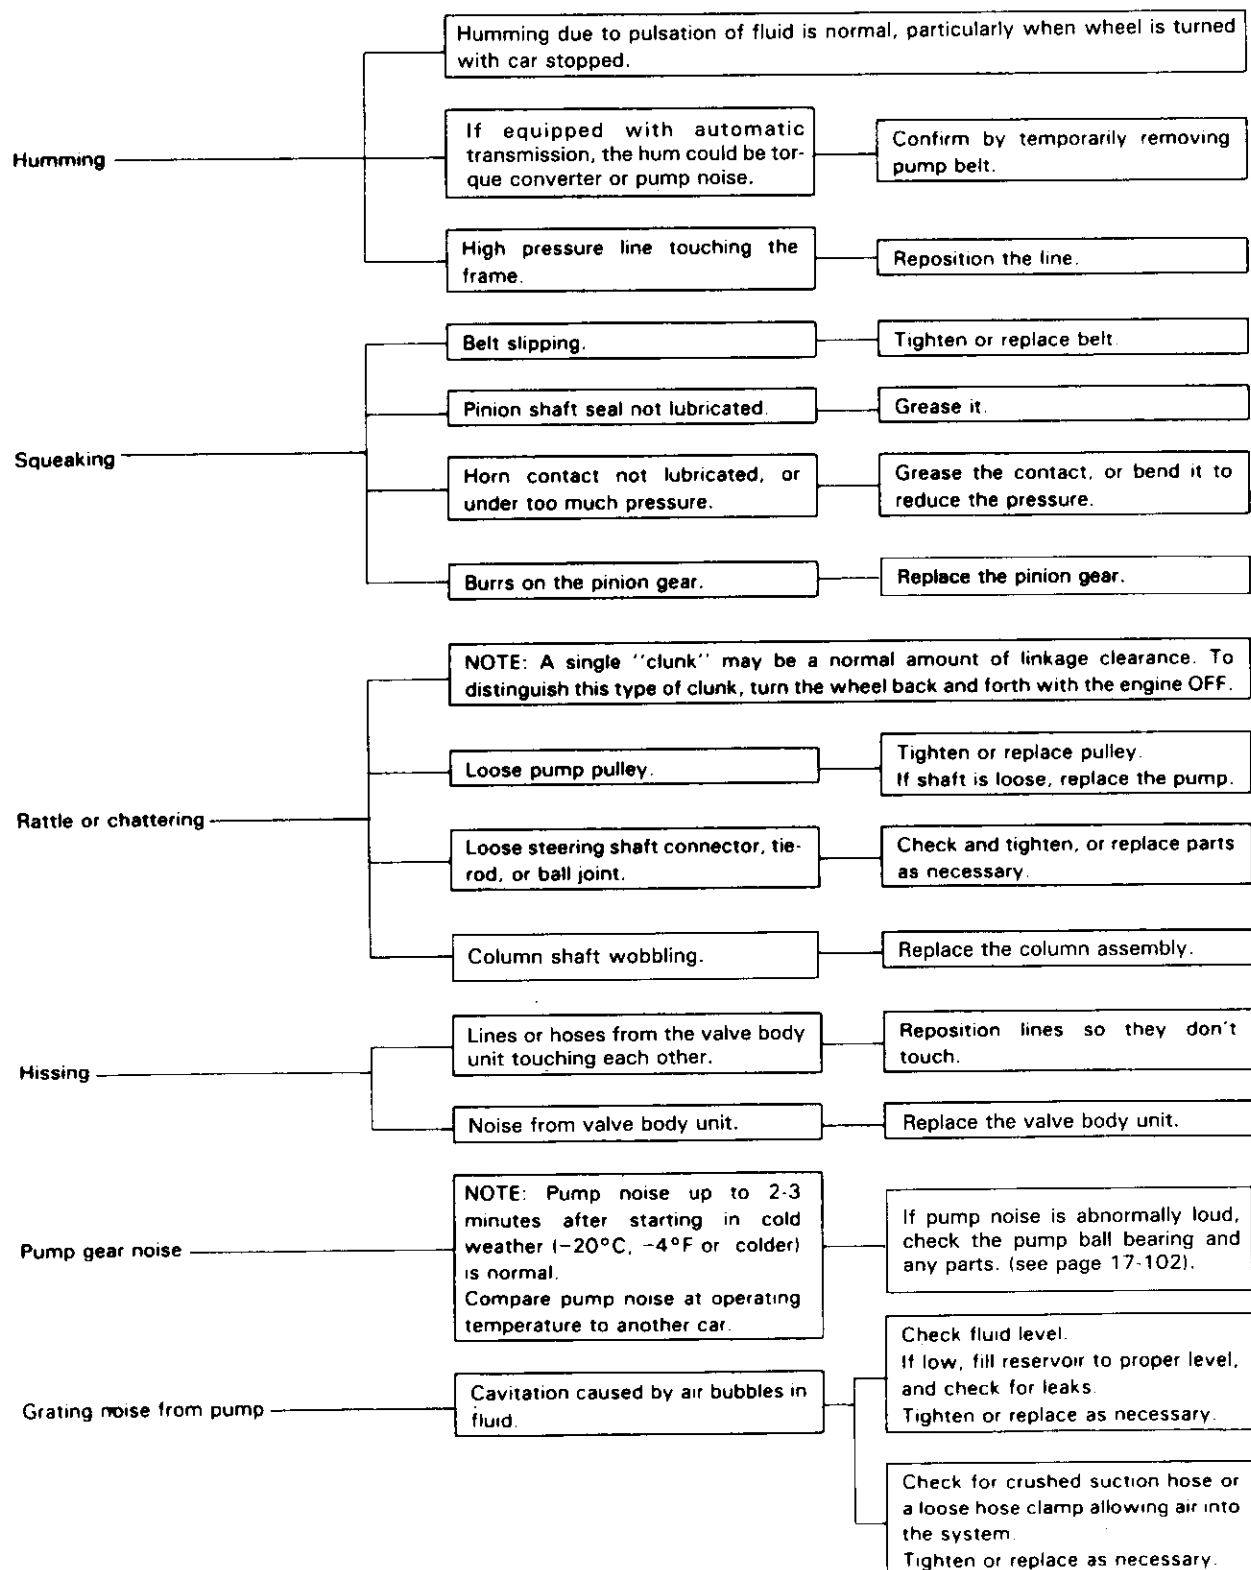 Humming due to pulsation of fluid is normal, particularly when wheel is turned
with car stopped.
Humming
If equipped with automatic
transmission, the hum could be tor-
que converter or pump noise.
Confirm by temporarily removing
pump belt.
High pressure line touching the
frame.
Reposition the line.
Squeaking
Belt slipping.
Tighten or replace belt.
Pinion shaft seal not lubricated.
Grease it.
Horn contact not lubricated, or
under too much pressure.
Grease the contact, or bend it to
reduce the pressure.
Burrs on the pinion gear.
Replace the pinion gear.
Rattle or chattering
NOTE: A single ''clunk'' may be a normal amount of linkage clearance. To
distinguish this type of clunk, turn the wheel back and forth with the engine OFF.
Loose pump pulley.
Tighten or replace pulley.
If shaft is loose, replace the pump.
Loose steering shaft connector, tie-
rod, or ball joint.
Check and tighten, or replace parts
as necessary.
Column shaft wobbling.
Replace the column assembly.
Hissing
Lines or hoses from the valve body
unit touching each other.
Reposition lines so they don't
touch.
Noise from valve body unit.
Replace the valve body unit.
Pump gear noise
NOTE: Pump noise up to 2-3
minutes after starting in cold
weather (−20°C, −4°F or colder)
is normal.
Compare pump noise at operating
temperature to another car.
If pump noise is abnormally loud,
check the pump ball bearing and
any parts. (see page 17-102).
Grating noise from pump
Cavitation caused by air bubbles in
fluid.
Check fluid level.
If low, fill reservoir to proper level,
and check for leaks.
Tighten or replace as necessary.
Check for crushed suction hose or
a loose hose clamp allowing air into
the system.
Tighten or replace as necessary.